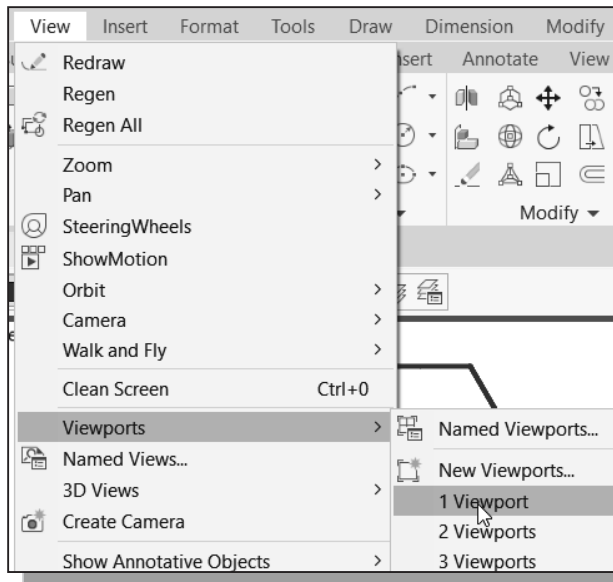 View Insert Format Tools Draw Dimension Modify
Redraw
Annotate View
Regen
Regen All
Zoom
Pan
SteeringWheels
Modify
ShowMotion
Orbit
Camera
Walk and Fly
Clean Screen Ctrl+0
Viewports
Named Viewports...
Named Views...
New Viewports...
3D Views
1 Viewport
Create Camera
2 Viewports
Show Annotative Objects
3 Viewports